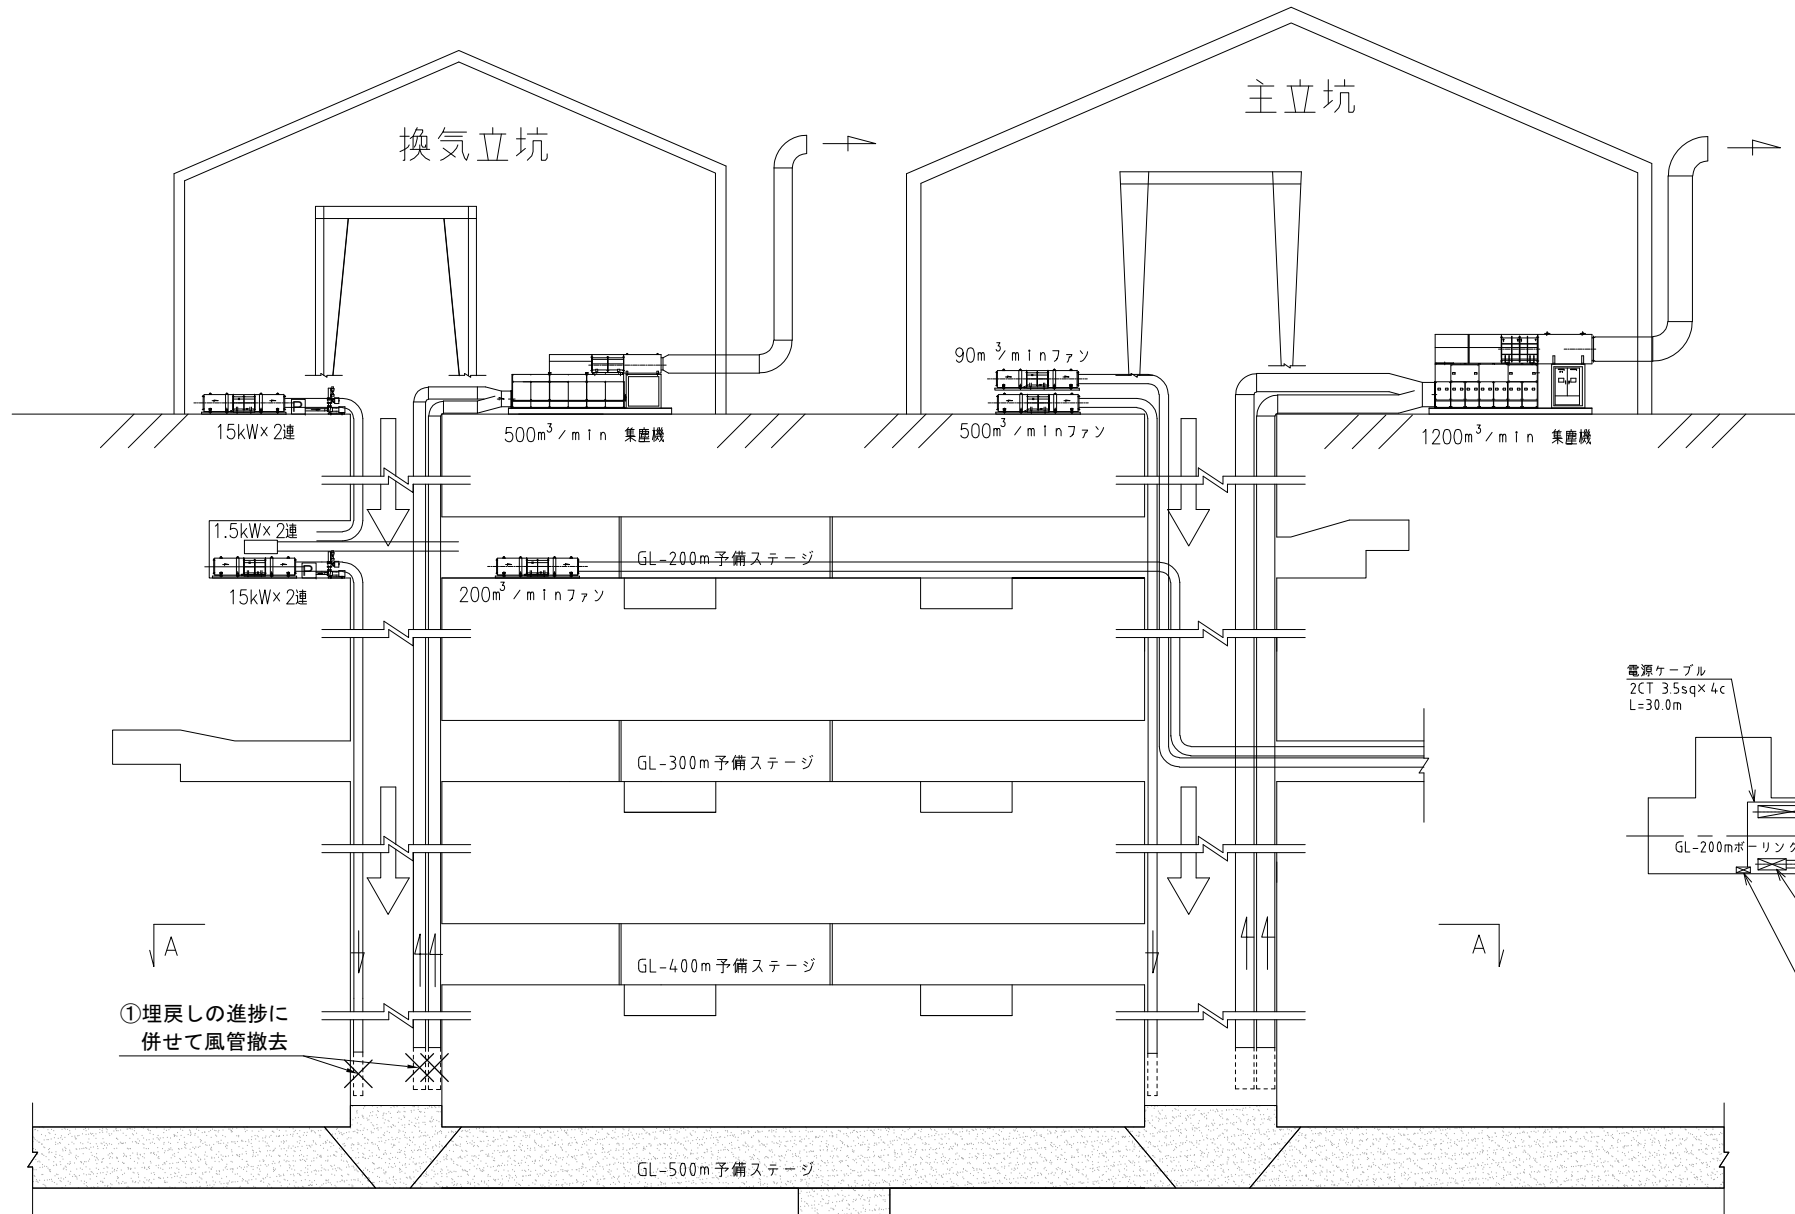 主立坑
換気立坑
90m³/minファン
15kW×2連
500m³/min 集塵機
500m³/minファン
1200m³/min 集塵機
1.5kW×2連
GL-200m予備ステージ
15kW×2連
200m³/minファン
P
P
電源ケーブル
2CT 3.5sq×4c
L=30.0m
GL-300m予備ステージ
GL-200mボーリング
A
A
GL-400m予備ステージ
①埋戻しの進捗に
併せて風管撤去
GL-500m予備ステージ